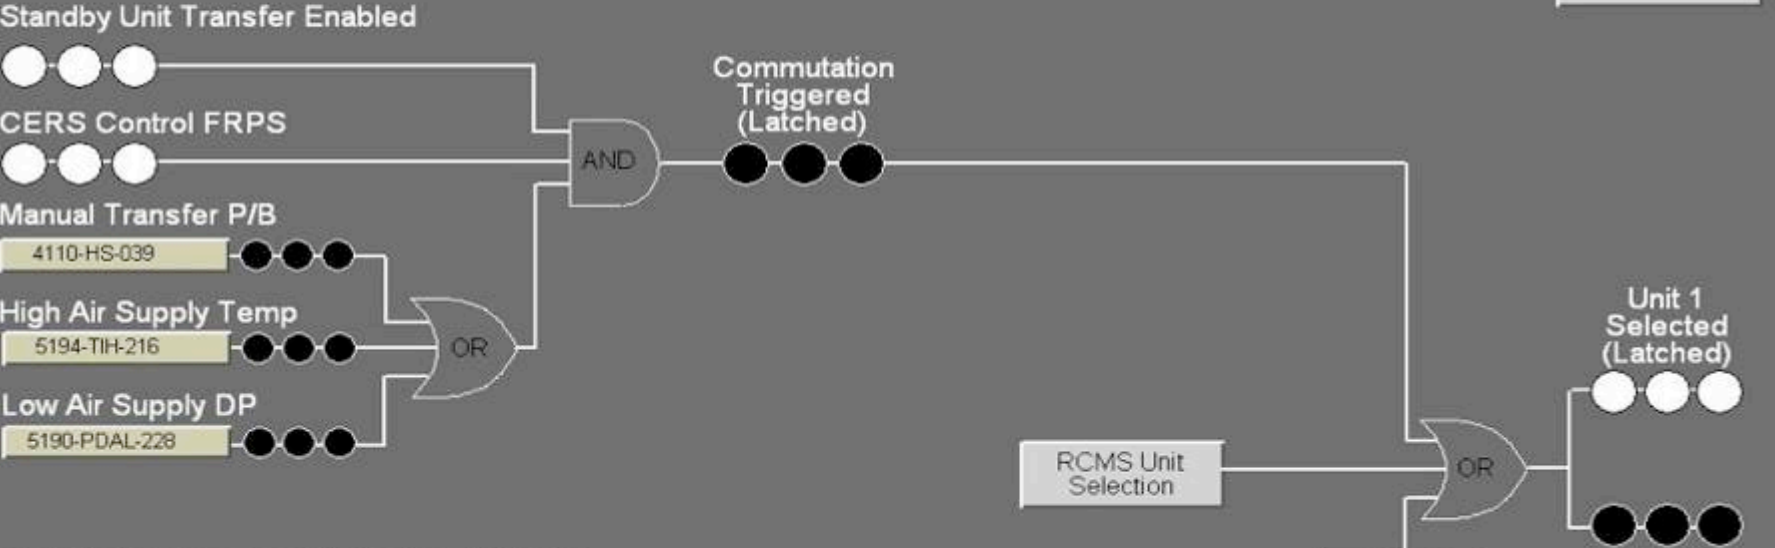 Standby Unit Transfer Enabled
CERS Control FRPS
Commutation
Triggered
(Latched)
AND
Manual Transfer P/B
4110-HS-039
High Air Supply Temp
5194-TIH-216
OR
Low Air Supply DP
5190-PDAL-228
Unit 1
Selected
(Latched)
RCMS Unit
Selection
OR